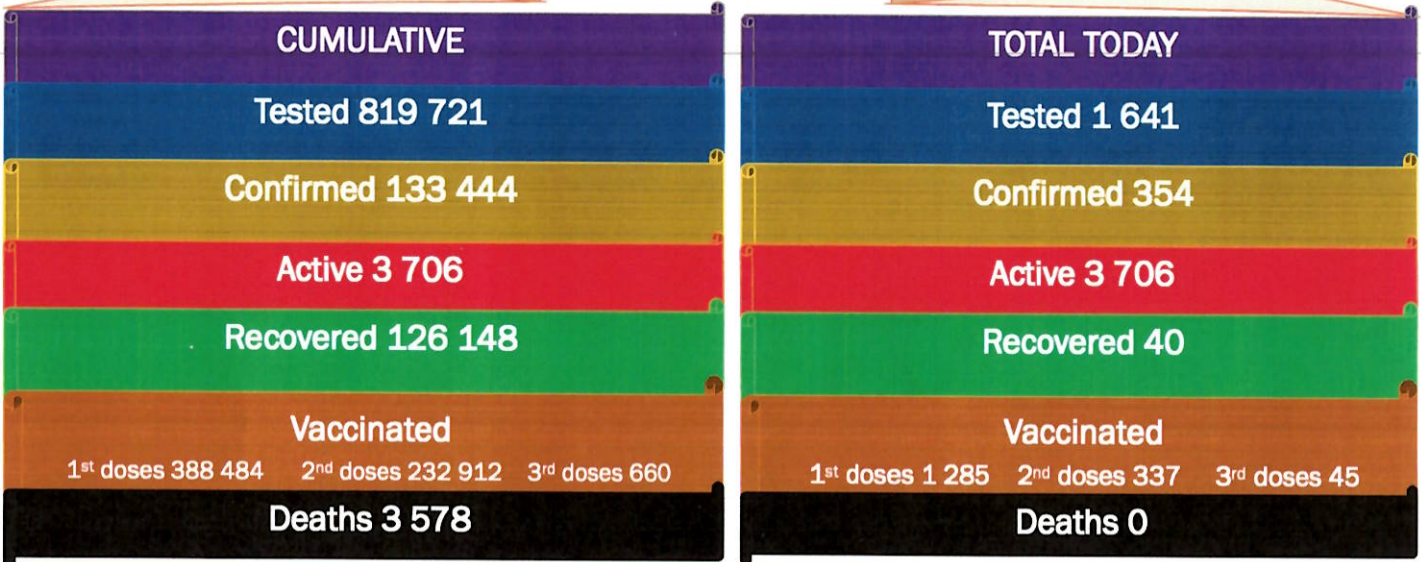 CUMULATIVE
Tested 819 721
Confirmed 133 444
Active 3 706
Recovered 126 148
Vaccinated
1st doses 388 484 2nd doses 232 912 3rd doses 660
Deaths 3 578
TOTAL TODAY
Tested 1 641
Confirmed 354
Active 3 706
Recovered 40
Vaccinated
1st doses 1 285 2nd doses 337 3rd doses 45
Deaths 0